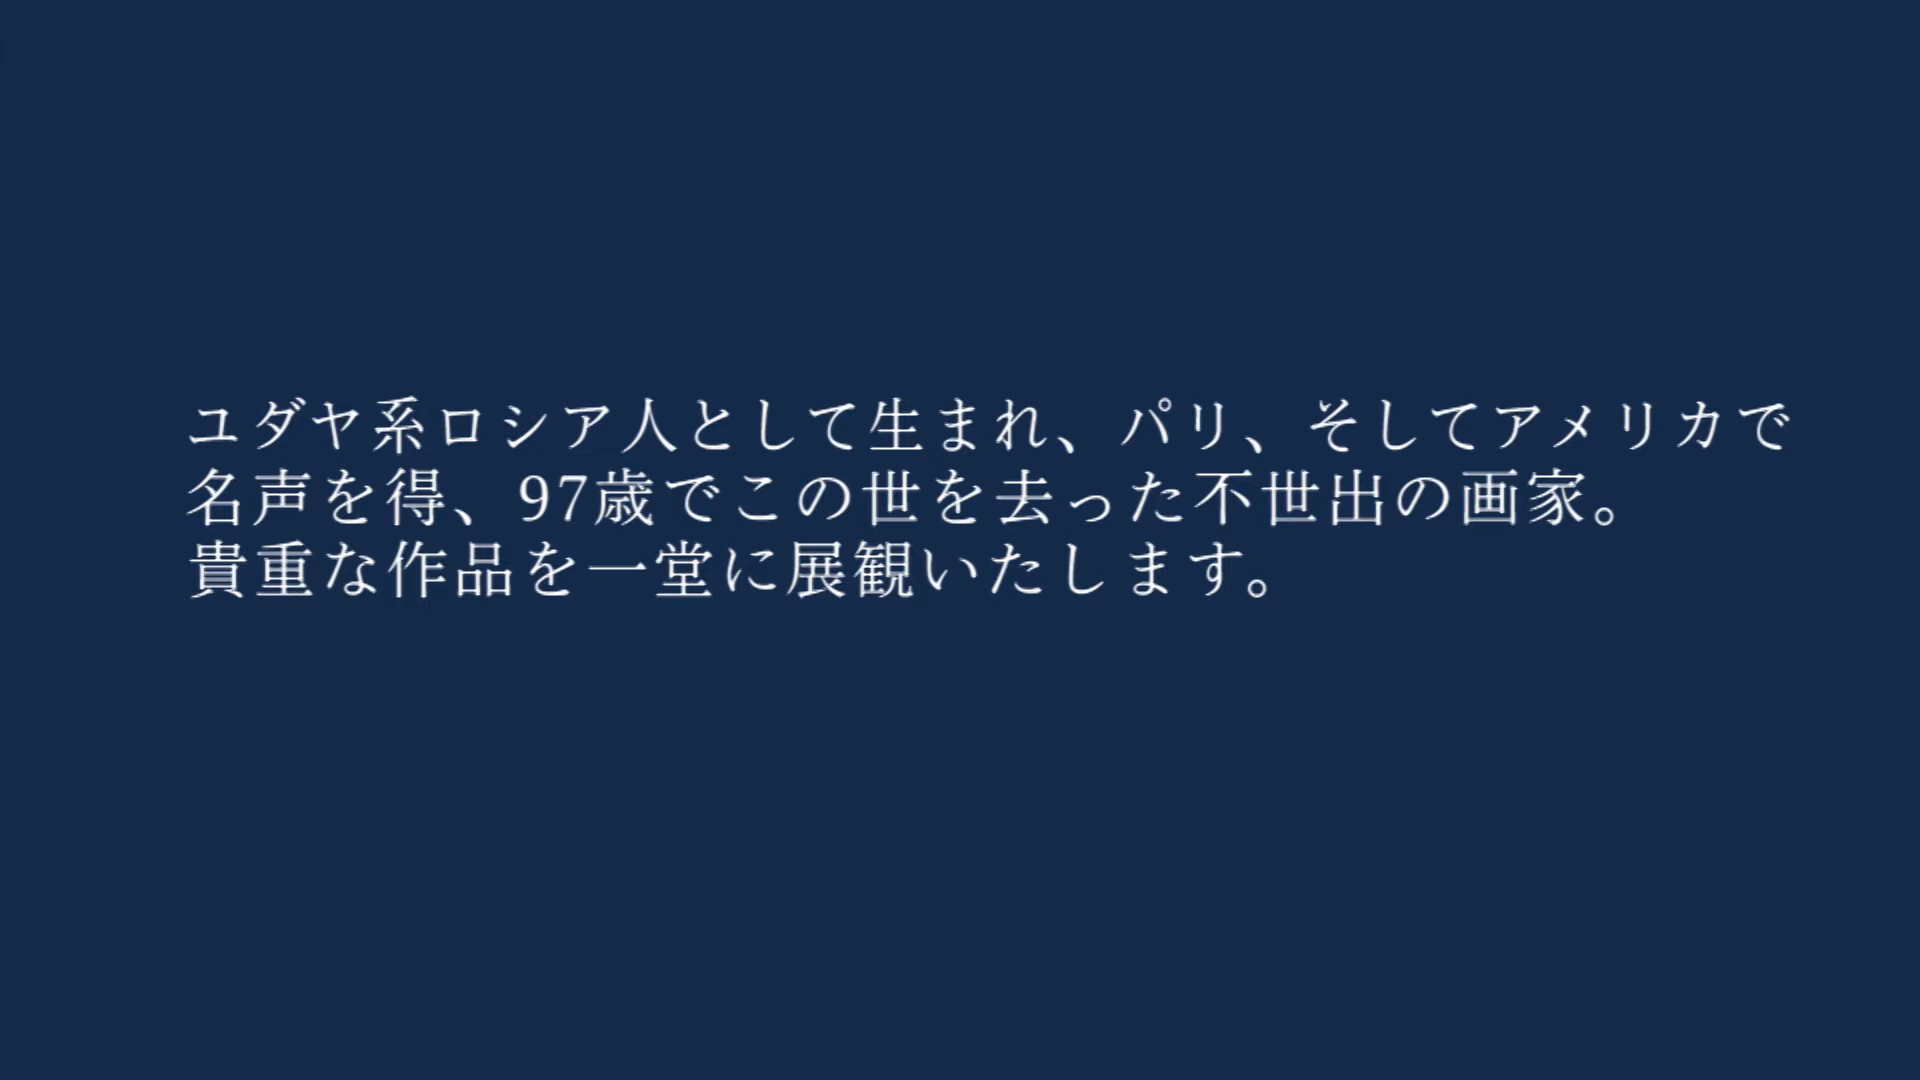 ユダヤ系ロシア人として生まれ、パリ、そしてアメリカで
名声を得、97歳でこの世を去った不世出の画家。
貴重な作品を一堂に展観いたします。